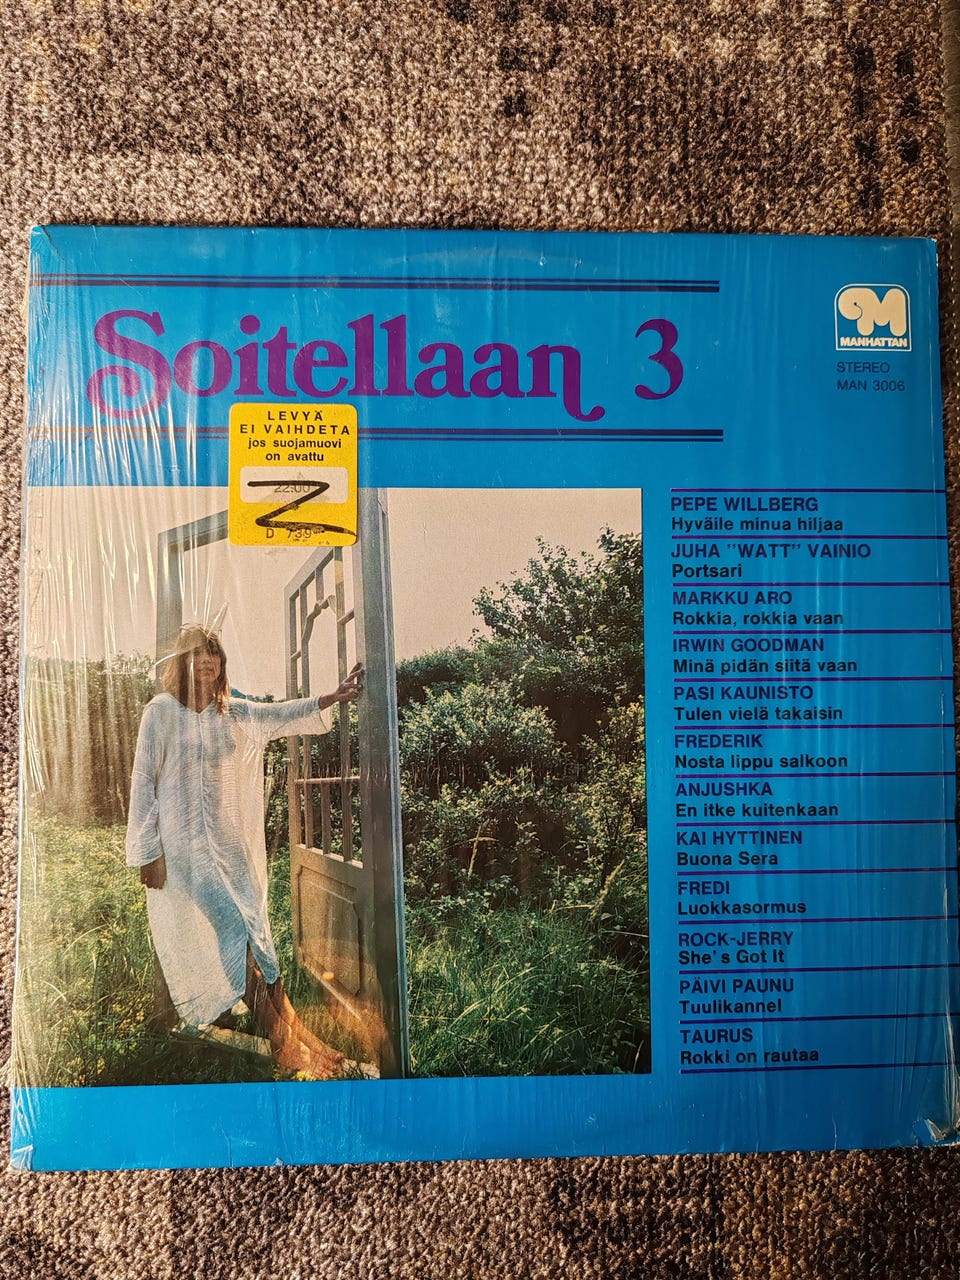 Soitellaan 3
MANHATTAN
STEREO
MAN 3006
LEVYÄ
EI VAIHDETA
jos suojamuovi
on avattu
22.00
D 739
PEPE WILLBERG
Hyväile minua hiljaa
JUHA "WATT" VAINIO
Portsari
MARKKU ARO
Rokkia, rokkia vaan
IRWIN GOODMAN
Minä pidän siitä vaan
PASI KAUNISTO
Tulen vielä takaisin
FREDERIK
Nosta lippu salkoon
ANJUSHKA
En itke kuitenkaan
KAI HYTTINEN
Buona Sera
FREDI
Luokkasormus
ROCK-JERRY
She's Got It
PÄIVI PAUNU
Tuulikannel
TAURUS
Rokki on rautaa